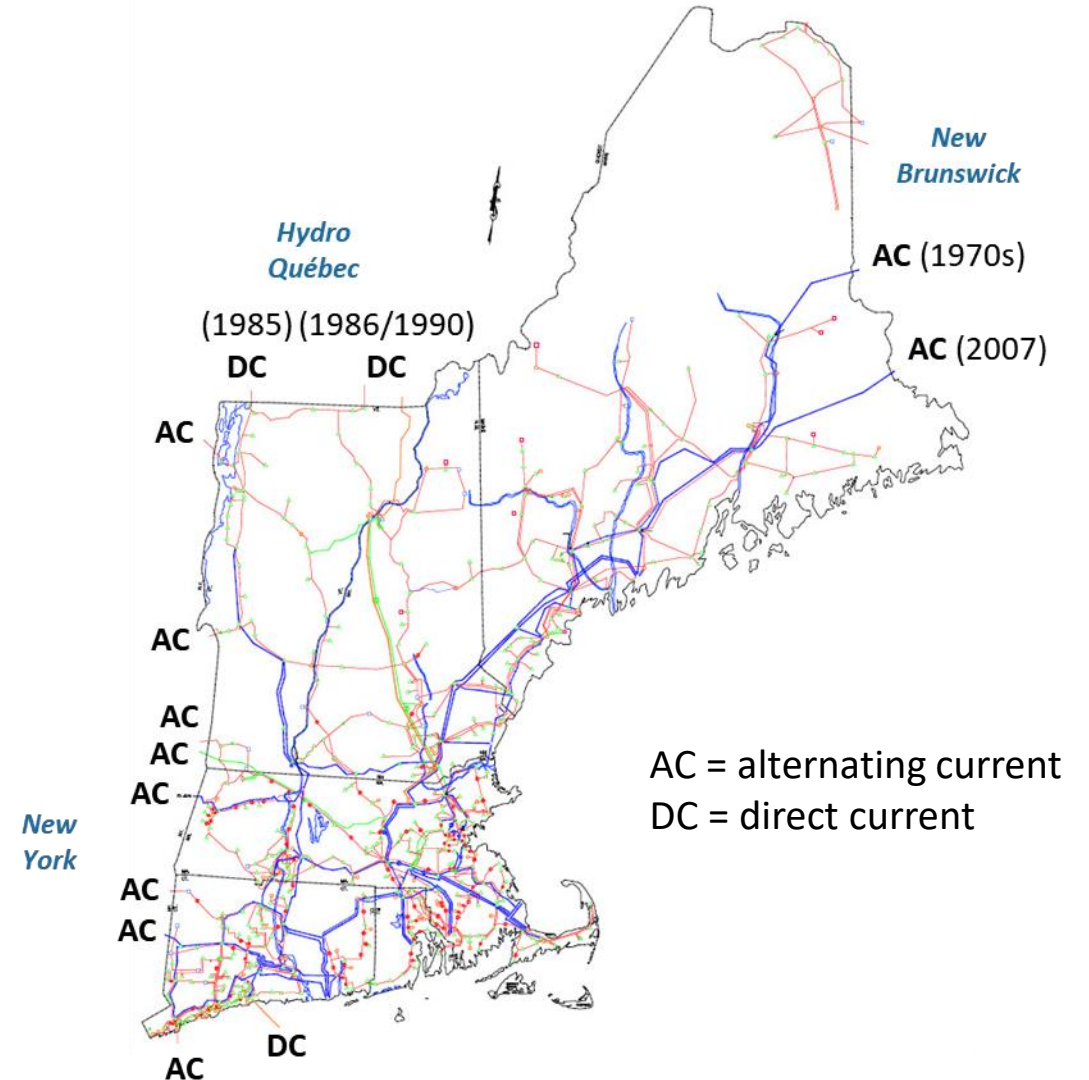 New
Brunswick
Hydro
Québec
AC (1970s)
(1985) (1986/1990)
DC
DC
AC (2007)
AC
AC
AC
AC
AC
AC = alternating current
DC = direct current
New
York
AC
AC
DC
AC